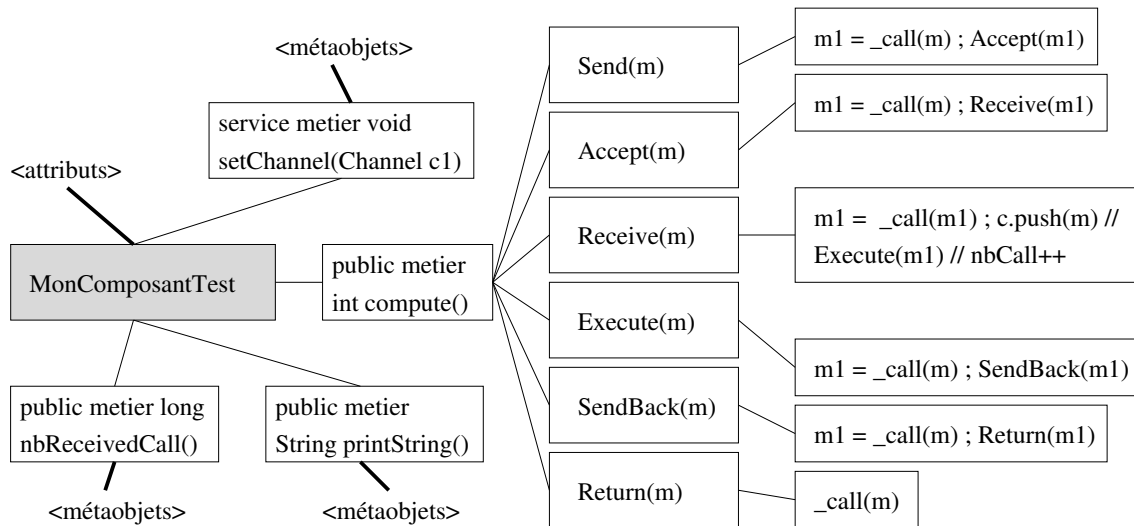 <métaobjets>
service metier void
setChannel(Channel c1)
<attributs>
MonComposantTest
public metier
int compute()
public metier long
nbReceivedCall()
public metier
String printString()
<métaobjets>
<métaobjets>
Send(m)
m1 = _call(m) ; Accept(m1)
Accept(m)
m1 = _call(m) ; Receive(m1)
Receive(m)
m1 =  _call(m1) ; c.push(m) //
Execute(m1) // nbCall++
Execute(m)
m1 = _call(m) ; SendBack(m1)
SendBack(m)
m1 = _call(m) ; Return(m1)
Return(m)
_call(m)